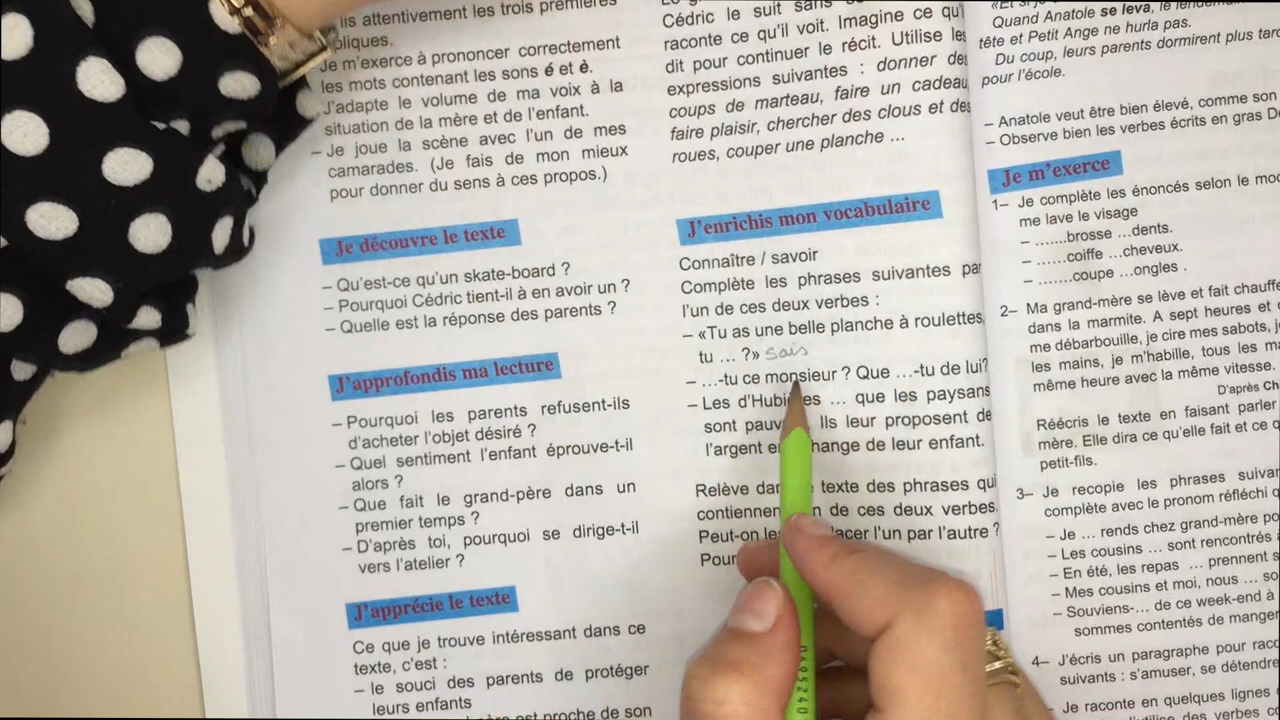 lis attentivement les trois premières
Je m'exerce à prononcer correctement
les mots contenant les sons é et è.
J'adapte le volume de ma voix à la
situation de la mère et de l'enfant.
– Je joue la scène avec l'un de mes
camarades. (Je fais de mon mieux
pour donner du sens à ces propos.)
Je découvre le texte
– Qu'est-ce qu'un skate-board ?
– Pourquoi Cédric tient-il à en avoir un ?
– Quelle est la réponse des parents ?
J'approfondis ma lecture
– Pourquoi les parents refusent-ils
d'acheter l'objet désiré ?
– Quel sentiment l'enfant éprouve-t-il
alors ?
– Que fait le grand-père dans un
premier temps ?
– D'après toi, pourquoi se dirige-t-il
vers l'atelier ?
J'apprécie le texte
Ce que je trouve intéressant dans ce
texte, c'est :
– le souci des parents de protéger
leurs enfants
est proche de son
Cédric le suit sans
raconte ce qu'il voit. Imagine ce qu'il
dit pour continuer le récit. Utilise les
expressions suivantes : donner des
coups de marteau, faire un cadeau,
faire plaisir, chercher des clous et des
roues, couper une planche ...
J'enrichis mon vocabulaire
Connaître / savoir
Complète les phrases suivantes par
l'un de ces deux verbes :
– «Tu as une belle planche à roulettes,
tu ... ?» sais
– ...-tu ce monsieur ? Que ...-tu de lui?
– Les d'Hubières ... que les paysans
sont Ils leur proposent de
l'argent de leur enfant.
Relève texte des phrases qui
de ces deux verbes.
Peut-on l'un par l'autre ?
Quand Anatole se leva, le
tête et Petit Ange ne hurla pas.
Du coup, leurs parents dormirent plus
pour l'école.
– Anatole veut être bien élevé, comme son
– Observe bien les verbes écrits en gras
Je m'exerce
1– Je complète les énoncés selon le
me lave le visage
– .......brosse ...dents.
– ......coiffe ...cheveux.
– .......coupe ...ongles .
2– Ma grand-mère se lève et fait
dans la marmite. A sept heures et
me débarbouille, je cire mes sabots,
les mains, je m'habille, tous les
même heure avec la même vitesse.
D'après
Réécris le texte en faisant parler
mère. Elle dira ce qu'elle fait et ce
petit-fils.
3– Je recopie les phrases
complète avec le pronom réfléchi
– Je ... rends chez grand-mère
– Les cousins ... sont rencontrés
– En été, les repas ... prennent
– Mes cousins et moi, nous ...
– Souviens-... de ce week-end à
sommes contentés de manger
4– J'écris un paragraphe pour
suivants : s'amuser, se détendre
Je raconte en quelques lignes
des verbes